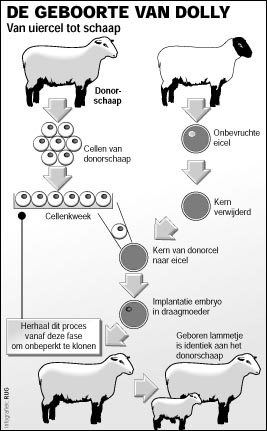 DE GEBOORTE VAN DOLLY
Van uiercel tot schaap
Donor-
schaap
Onbevruchte
eicel
Cellen van
donorschaap
Kern
verwijderd
Cellenkweek
Kern van donorcel
naar eicel
Implantatie embryo
in draagmoeder
Herhaal dit proces
vanaf deze fase
om onbeperkt te klonen
Geboren lammetje
is identiek aan het
donorschaap
infografiek RUG